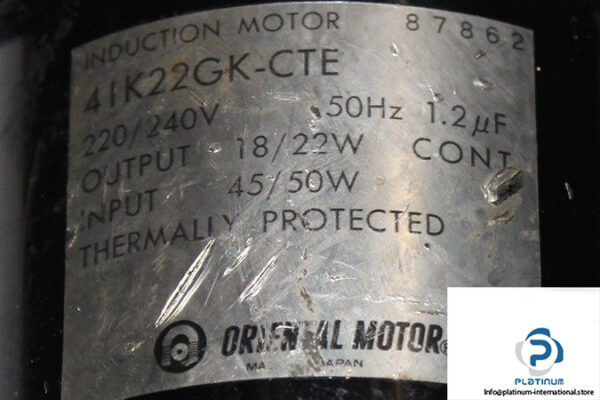 INDUCTION MOTOR 87862
41K22GK-CTE
220/240V 50Hz 1.2µF
OUTPUT 18/22W CONT
INPUT 45/50W
THERMALLY PROTECTED
ORIENTAL MOTOR®
JAPAN
PLATINUM
Info@platinum-international.store